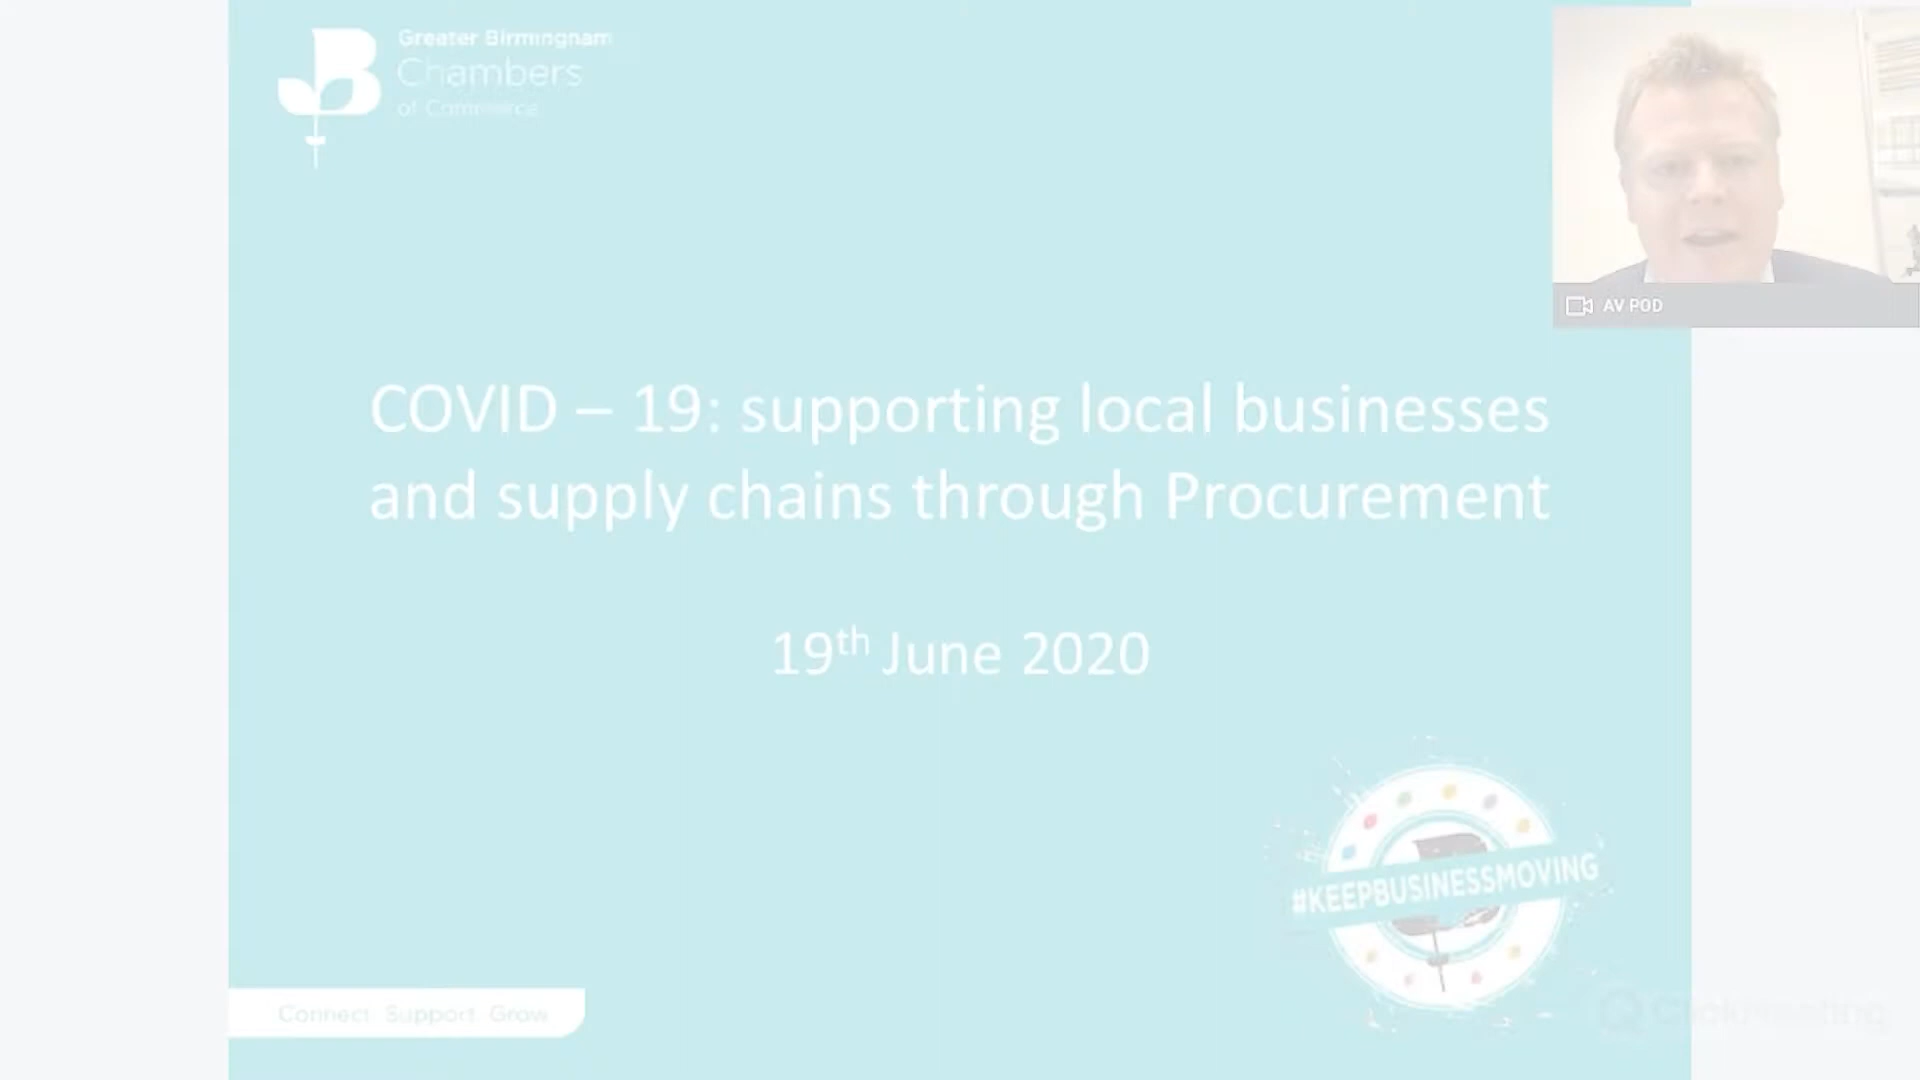 Greater Birmingham
Chambers
of Commerce
AV POD
COVID – 19: supporting local businesses
and supply chains through Procurement
19th June 2020
#KEEPBUSINESSMOVING
Connect Support Grow
ClickMeeting